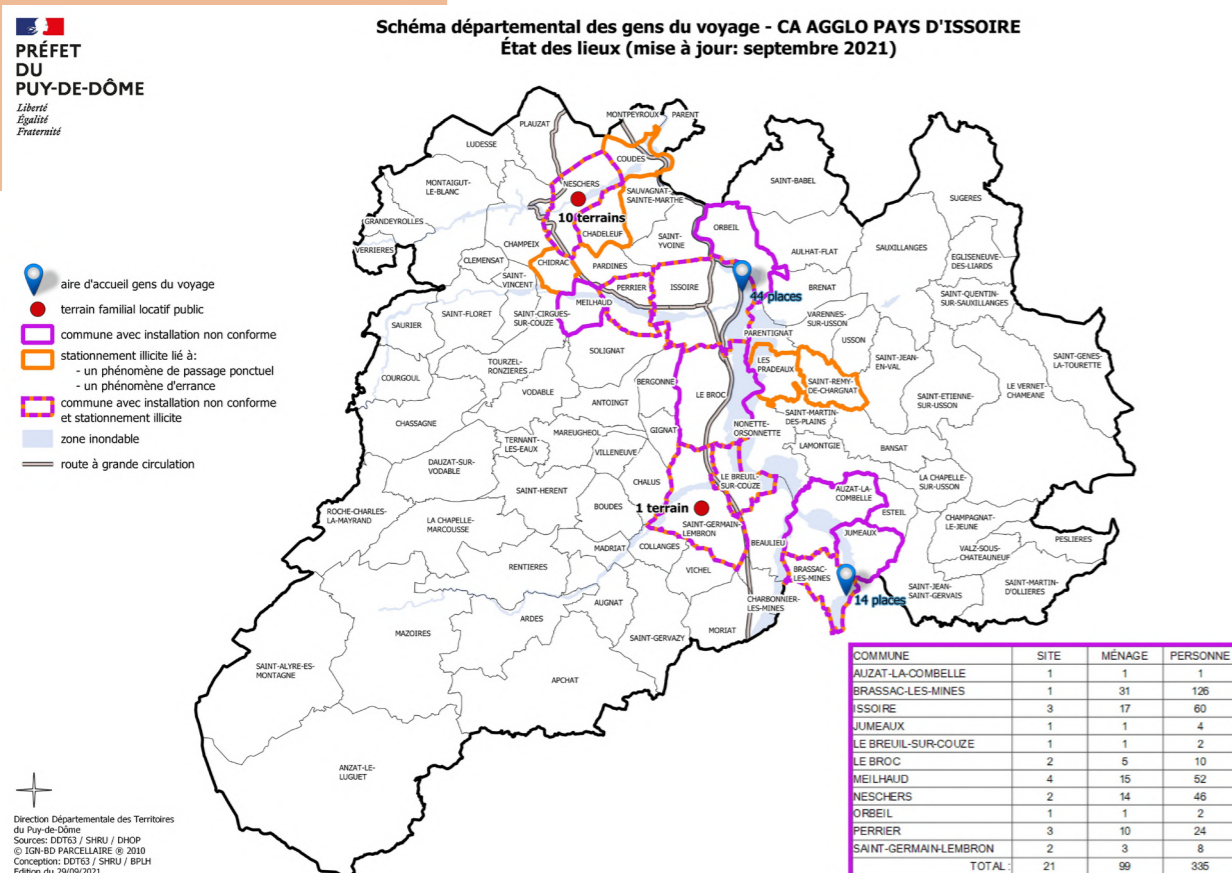 PRÉFET
DU
PUY-DE-DÔME
Liberté
Égalité
Fraternité
Schéma départemental des gens du voyage - CA AGGLO PAYS D'ISSOIRE
État des lieux (mise à jour: septembre 2021)
aire d'accueil gens du voyage
terrain familial locatif public
commune avec installation non conforme
stationnement illicite lié à:
- un phénomène de passage ponctuel
- un phénomène d'errance
commune avec installation non conforme
et stationnement illicite
zone inondable
route à grande circulation
MONTPEYROUX
PARENT
PLAUZAT
LUDESSE
COUDES
MONTAIGUT-
LE-BLANC
NESCHERS
SAUVAGNAT-
SAINTE-MARTHE
SAINT-BABEL
SUGERES
GRANDEYROLLES
10 terrains
CHADELEUF
ORBEIL
VERRIERES
CHAMPEIX
SAINT-
YVOINE
AULHAT-FLAT
SAUXILLANGES
CLEMENSAT
CHIDRAC
PARDINES
EGLISENEUVE-
DES-LIARDS
SAINT-
VINCENT
PERRIER
ISSOIRE
BRENAT
44 places
SAINT-QUENTIN-
SUR-SAUXILLANGES
MEILHAUD
SAINT-FLORET
SAINT-CIRGUES-
SUR-COUZE
VARENNES-
SUR-USSON
SAURIER
PARENTIGNAT
USSON
SOLIGNAT
TOURZEL-
RONZIERES
LES
PRADEAUX
SAINT-JEAN-
EN-VAL
SAINT-GENES-
LA-TOURETTE
COURGOUL
BERGONNE
SAINT-REMY-
DE-CHARGNAT
LE VERNET-
CHAMEANE
VODABLE
LE BROC
SAINT-ETIENNE-
SUR-USSON
ANTOINGT
SAINT-MARTIN-
DES-PLAINS
CHASSAGNE
GIGNAT
NONETTE-
ORSONNETTE
MAREUGHEOL
TERNANT-
LES-EAUX
LAMONTGIE
BANSAT
VILLENEUVE
DAUZAT-SUR-
VODABLE
CHALUS
LE BREUIL-
SUR-COUZE
LA CHAPELLE-
SUR-USSON
SAINT-HERENT
AUZAT-LA-
COMBELLE
BOUDES
1 terrain
ROCHE-CHARLES-
LA-MAYRAND
ESTEIL
CHAMPAGNAT-
LE-JEUNE
LA CHAPELLE-
MARCOUSSE
SAINT-GERMAIN-
LEMBRON
JUMEAUX
PESLIERES
MADRIAT
COLLANGES
BEAULIEU
VALZ-SOUS-
CHATEAUNEUF
RENTIERES
VICHEL
BRASSAC-
LES-MINES
SAINT-JEAN-
SAINT-GERVAIS
SAINT-MARTIN-
D'OLLIERES
14 places
AUGNAT
CHARBONNIER-
LES-MINES
ARDES
MORIAT
MAZOIRES
SAINT-GERVAZY
SAINT-ALYRE-ES-
MONTAGNE
APCHAT
ANZAT-LE-
LUGUET
COMMUNE SITE MÉNAGE PERSONNE
AUZAT-LA-COMBELLE 1 1 1
BRASSAC-LES-MINES 1 31 126
ISSOIRE 3 17 60
JUMEAUX 1 1 4
LE BREUIL-SUR-COUZE 1 1 2
LE BROC 2 5 10
MEILHAUD 4 15 52
NESCHERS 2 14 46
ORBEIL 1 1 2
PERRIER 3 10 24
SAINT-GERMAIN-LEMBRON 2 3 8
TOTAL : 21 99 335
Direction Départementale des Territoires
du Puy-de-Dôme
Sources: DDT63 / SHRU / DHOP
© IGN-BD PARCELLAIRE ® 2010
Conception: DDT63 / SHRU / BPLH
Edition du 29/09/2021